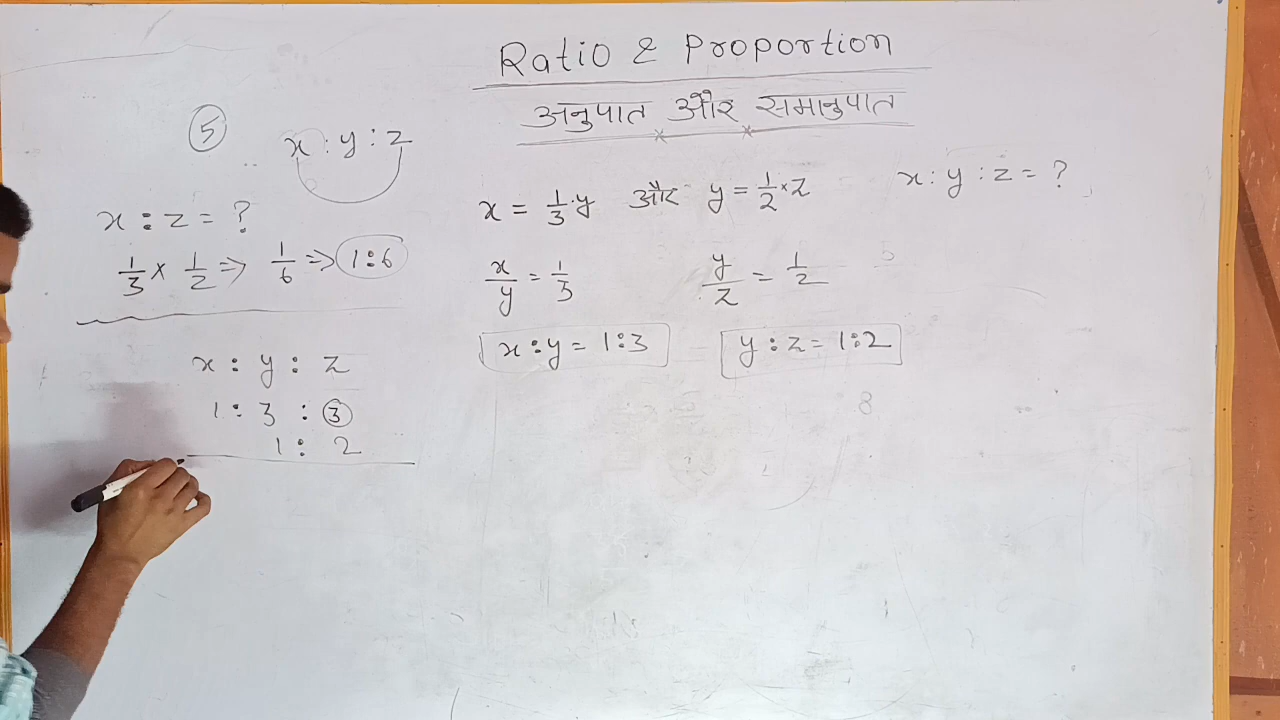 Ratio & Proportion
अनुपात और समानुपात
5
x : y : z
x : z = ?
1/3 × 1/2 ⇒ 1/6 ⇒ 1:6
x : y : z
1 : 3 : 3
1 : 2
x = 1/3 · y और y = 1/2 × z x : y : z = ?
x/y = 1/3 y/z = 1/2
x : y = 1:3 y : z = 1:2